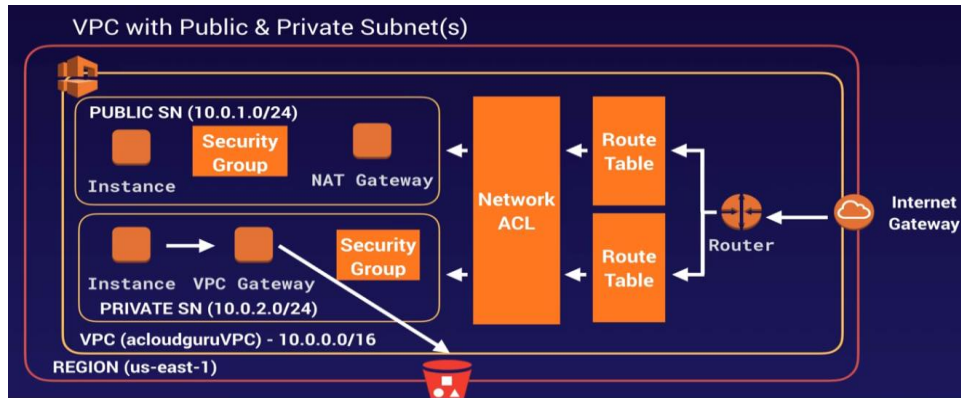 VPC with Public & Private Subnet(s)
PUBLIC SN (10.0.1.0/24)
Instance
Security
Group
NAT Gateway
Instance
VPC Gateway
Security
Group
PRIVATE SN (10.0.2.0/24)
Network
ACL
Route
Table
Route
Table
Router
Internet
Gateway
VPC (acloudguruVPC) - 10.0.0.0/16
REGION (us-east-1)